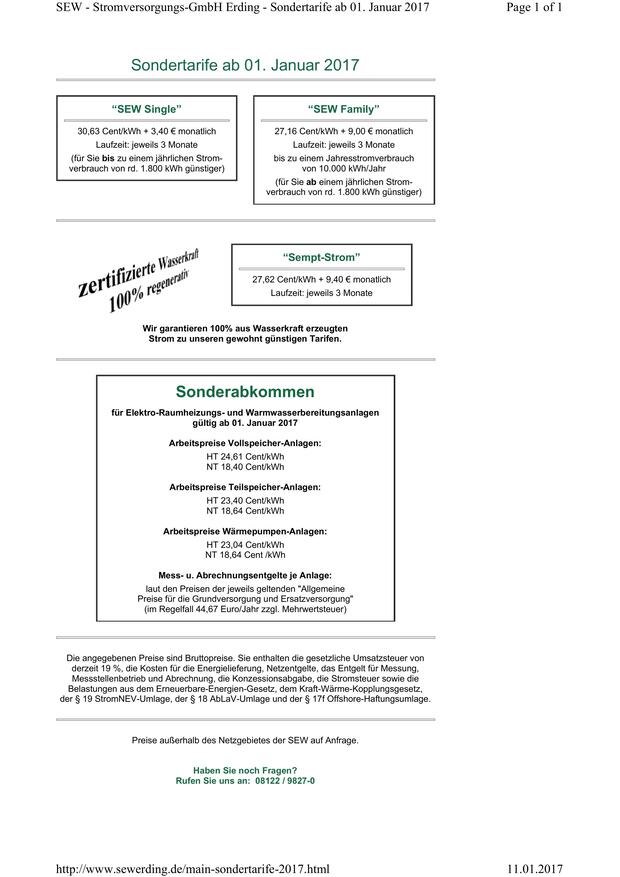 SEW - Stromversorgungs-GmbH Erding - Sondertarife ab 01. Januar 2017 Page 1 of 1
Sondertarife ab 01. Januar 2017
“SEW Single”
30,63 Cent/kWh + 3,40 € monatlich
Laufzeit: jeweils 3 Monate
(für Sie bis zu einem jährlichen Strom-
verbrauch von rd. 1.800 kWh günstiger)
“SEW Family”
27,16 Cent/kWh + 9,00 € monatlich
Laufzeit: jeweils 3 Monate
bis zu einem Jahresstromverbrauch
von 10.000 kWh/Jahr
(für Sie ab einem jährlichen Strom-
verbrauch von rd. 1.800 kWh günstiger)
zertifizierte Wasserkraft
100% regenerativ
“Sempt-Strom”
27,62 Cent/kWh + 9,40 € monatlich
Laufzeit: jeweils 3 Monate
Wir garantieren 100% aus Wasserkraft erzeugten
Strom zu unseren gewohnt günstigen Tarifen.
Sonderabkommen
für Elektro-Raumheizungs- und Warmwasserbereitungsanlagen
gültig ab 01. Januar 2017
Arbeitspreise Vollspeicher-Anlagen:
HT 24,61 Cent/kWh
NT 18,40 Cent/kWh
Arbeitspreise Teilspeicher-Anlagen:
HT 23,40 Cent/kWh
NT 18,64 Cent/kWh
Arbeitspreise Wärmepumpen-Anlagen:
HT 23,04 Cent/kWh
NT 18,64 Cent /kWh
Mess- u. Abrechnungsentgelte je Anlage:
laut den Preisen der jeweils geltenden "Allgemeine
Preise für die Grundversorgung und Ersatzversorgung"
(im Regelfall 44,67 Euro/Jahr zzgl. Mehrwertsteuer)
Die angegebenen Preise sind Bruttopreise. Sie enthalten die gesetzliche Umsatzsteuer von
derzeit 19 %, die Kosten für die Energielieferung, Netzentgelte, das Entgelt für Messung,
Messstellenbetrieb und Abrechnung, die Konzessionsabgabe, die Stromsteuer sowie die
Belastungen aus dem Erneuerbare-Energien-Gesetz, dem Kraft-Wärme-Kopplungsgesetz,
der § 19 StromNEV-Umlage, der § 18 AbLaV-Umlage und der § 17f Offshore-Haftungsumlage.
Preise außerhalb des Netzgebietes der SEW auf Anfrage.
Haben Sie noch Fragen?
Rufen Sie uns an: 08122 / 9827-0
http://www.sewerding.de/main-sondertarife-2017.html 11.01.2017